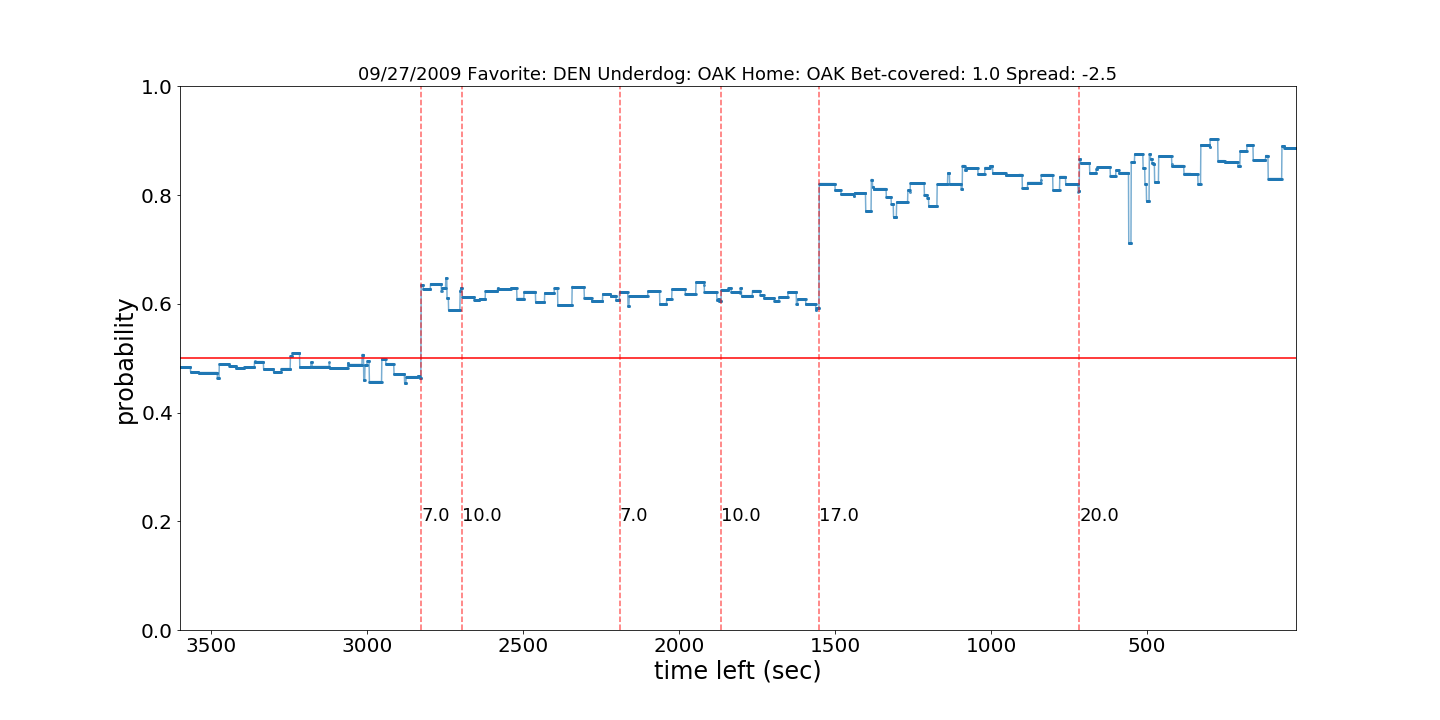 09/27/2009 Favorite: DEN Underdog: OAK Home: OAK Bet-covered: 1.0 Spread: -2.5
1.0
0.8
0.6
0.4
0.2
0.0
probability
7.0 10.0 7.0 10.0 17.0 20.0
3500 3000 2500 2000 1500 1000 500
time left (sec)